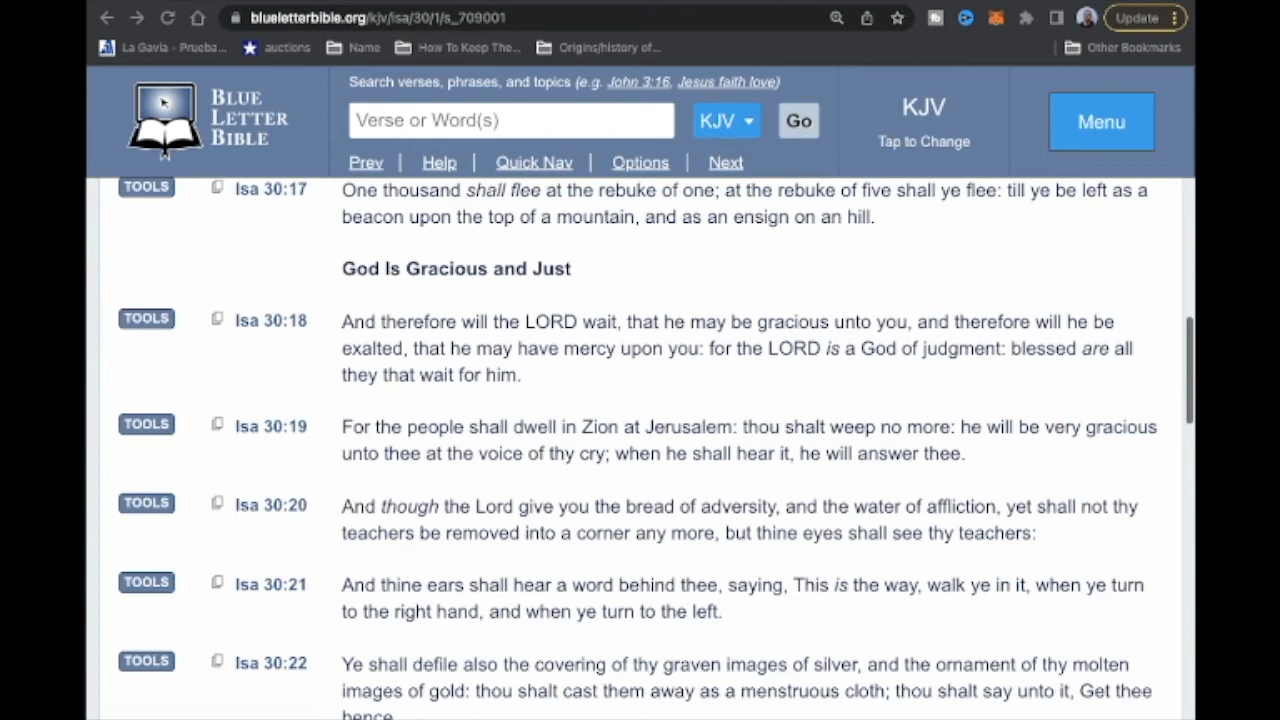 blueletterbible.org/kjv/isa/30/1/s_709001
Update
La Gavia - Prueba...
auctions
Name
How To Keep The...
Origins/history of...
Other Bookmarks
BLUE
LETTER
BIBLE
Search verses, phrases, and topics (e.g. John 3:16, Jesus faith love)
Verse or Word(s)
KJV
Go
Prev | Help | Quick Nav | Options | Next
KJV
Tap to Change
Menu
TOOLS Isa 30:17 One thousand shall flee at the rebuke of one; at the rebuke of five shall ye flee: till ye be left as a
beacon upon the top of a mountain, and as an ensign on an hill.
God Is Gracious and Just
TOOLS Isa 30:18 And therefore will the LORD wait, that he may be gracious unto you, and therefore will he be
exalted, that he may have mercy upon you: for the LORD is a God of judgment: blessed are all
they that wait for him.
TOOLS Isa 30:19 For the people shall dwell in Zion at Jerusalem: thou shalt weep no more: he will be very gracious
unto thee at the voice of thy cry; when he shall hear it, he will answer thee.
TOOLS Isa 30:20 And though the Lord give you the bread of adversity, and the water of affliction, yet shall not thy
teachers be removed into a corner any more, but thine eyes shall see thy teachers:
TOOLS Isa 30:21 And thine ears shall hear a word behind thee, saying, This is the way, walk ye in it, when ye turn
to the right hand, and when ye turn to the left.
TOOLS Isa 30:22 Ye shall defile also the covering of thy graven images of silver, and the ornament of thy molten
images of gold: thou shalt cast them away as a menstruous cloth; thou shalt say unto it, Get thee
hence.